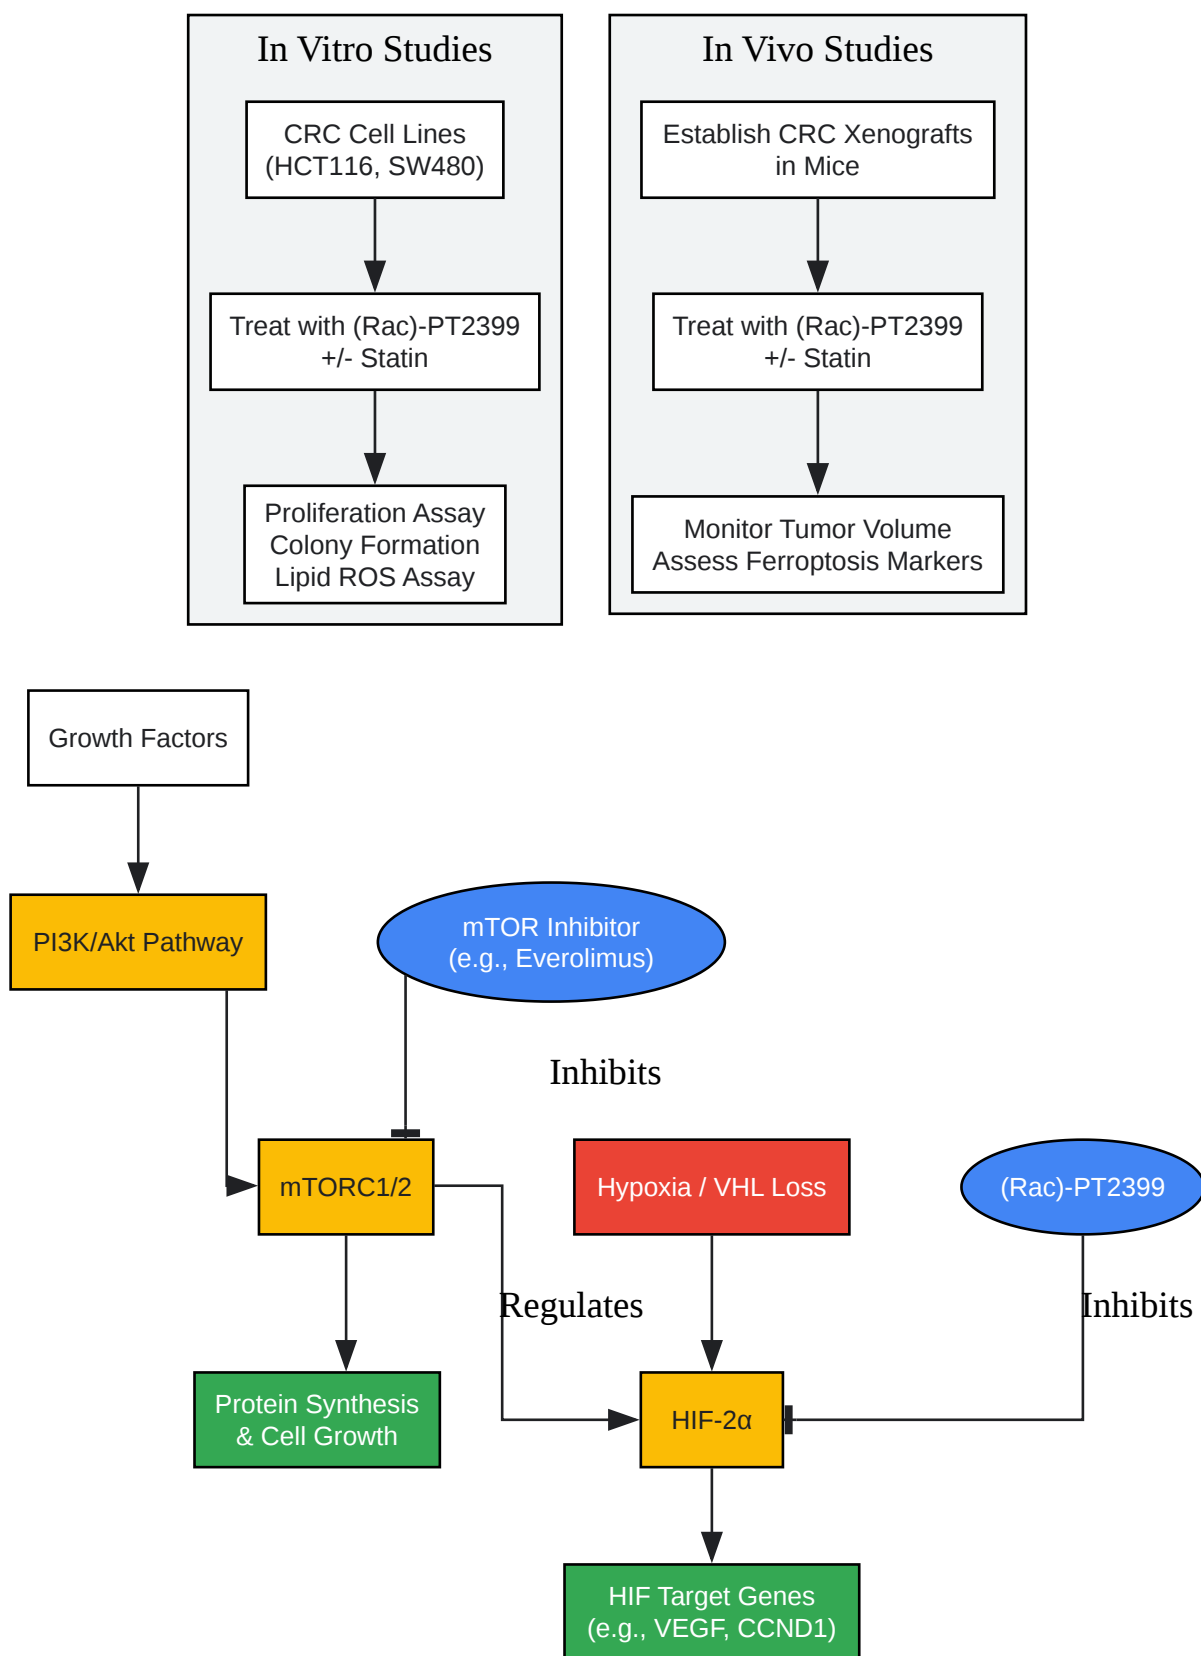 In Vitro Studies
CRC Cell Lines
(HCT116, SW480)
Treat with (Rac)-PT2399
+/- Statin
Proliferation Assay
Colony Formation
Lipid ROS Assay
In Vivo Studies
Establish CRC Xenografts
in Mice
Treat with (Rac)-PT2399
+/- Statin
Monitor Tumor Volume
Assess Ferroptosis Markers
Growth Factors
PI3K/Akt Pathway
mTOR Inhibitor
(e.g., Everolimus)
Inhibits
mTORC1/2
Hypoxia / VHL Loss
(Rac)-PT2399
Regulates
Inhibits
Protein Synthesis
& Cell Growth
HIF-2α
HIF Target Genes
(e.g., VEGF, CCND1)